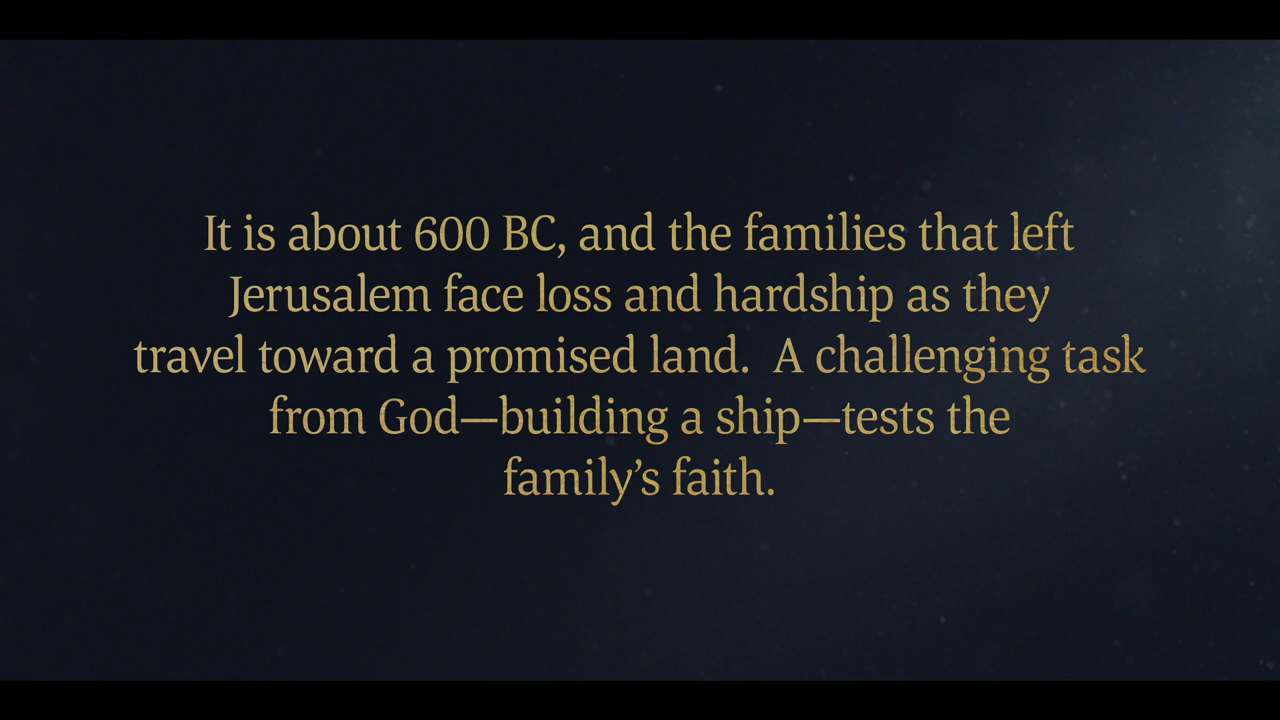 It is about 600 BC, and the families that left
Jerusalem face loss and hardship as they
travel toward a promised land.  A challenging task
from God—building a ship—tests the
family’s faith.